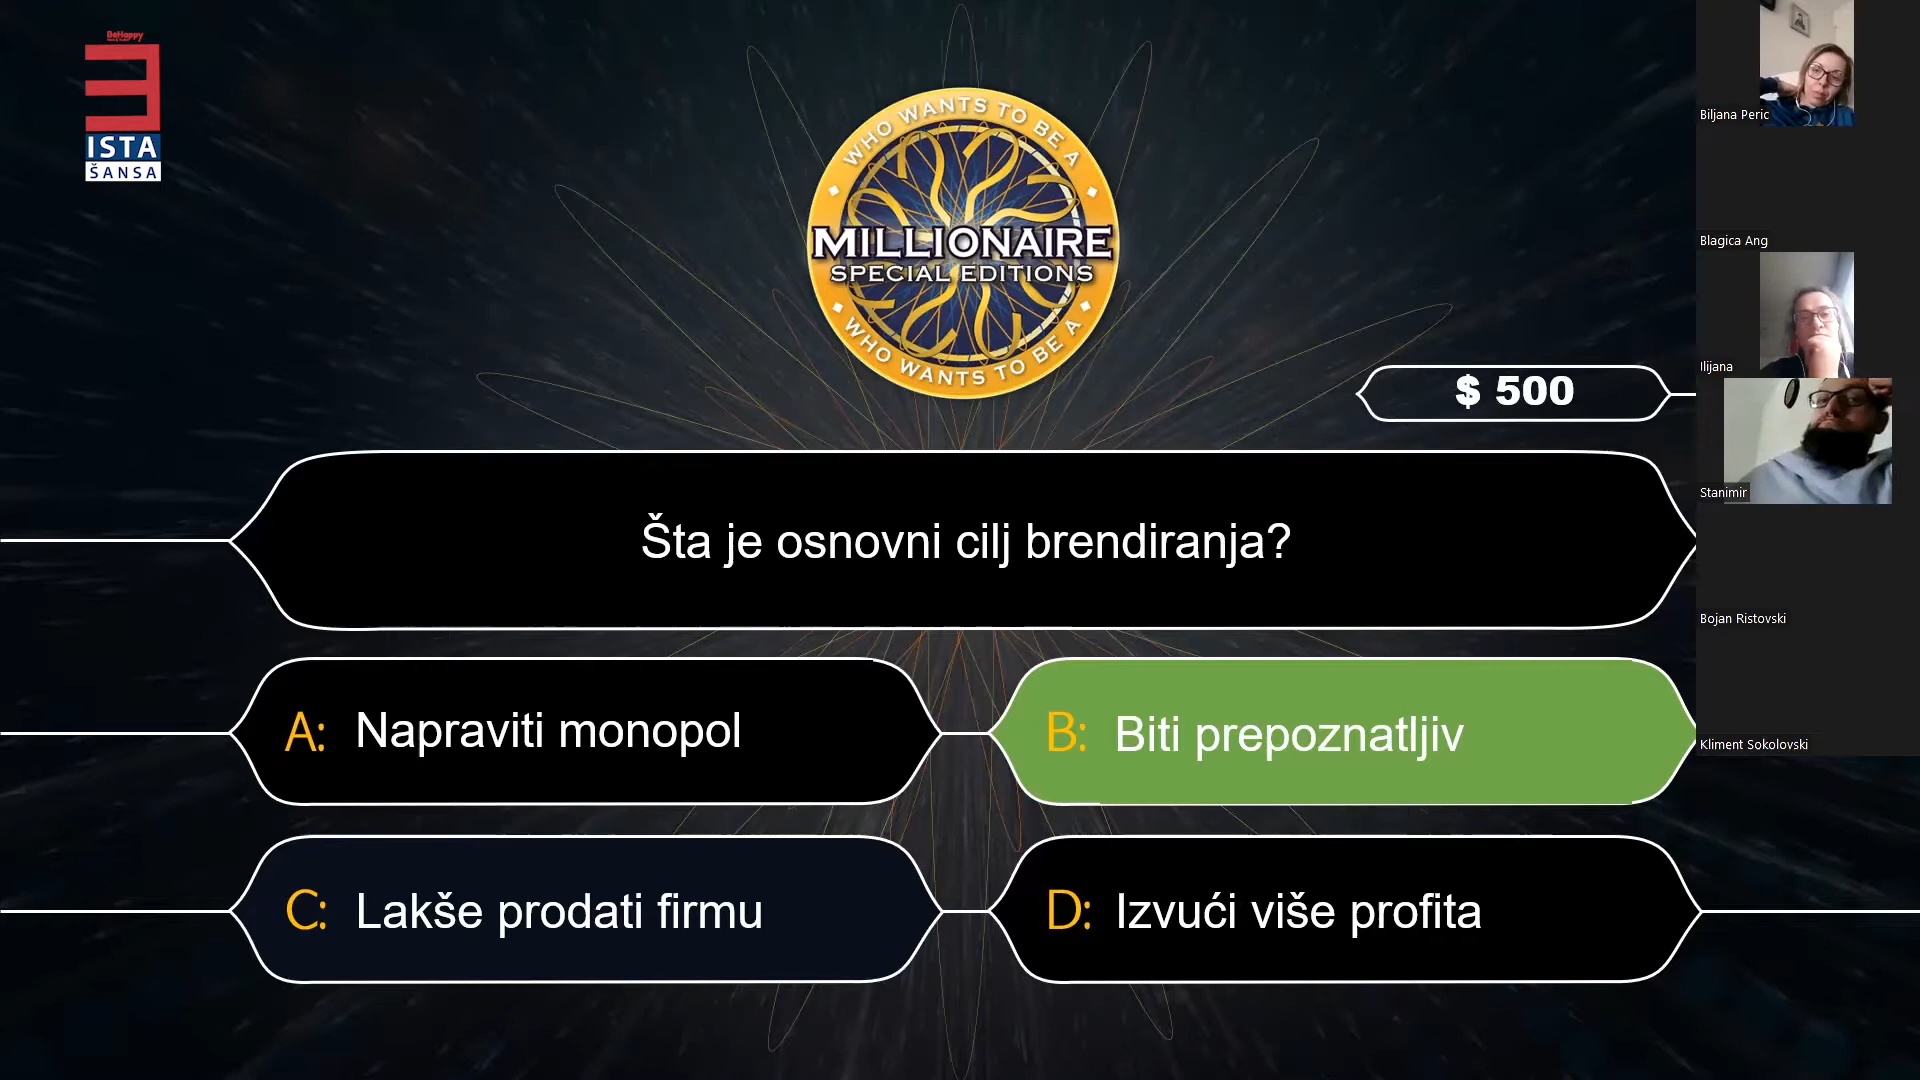 BeHappy
ISTA
ŠANSA
WHO WANTS TO BE A
MILLIONAIRE
SPECIAL EDITIONS
WHO WANTS TO BE A
$ 500
Šta je osnovni cilj brendiranja?
A: Napraviti monopol
B: Biti prepoznatljiv
C: Lakše prodati firmu
D: Izvući više profita
Biljana Peric
Blagica Ang
Ilijana
Stanimir
Bojan Ristovski
Kliment Sokolovski